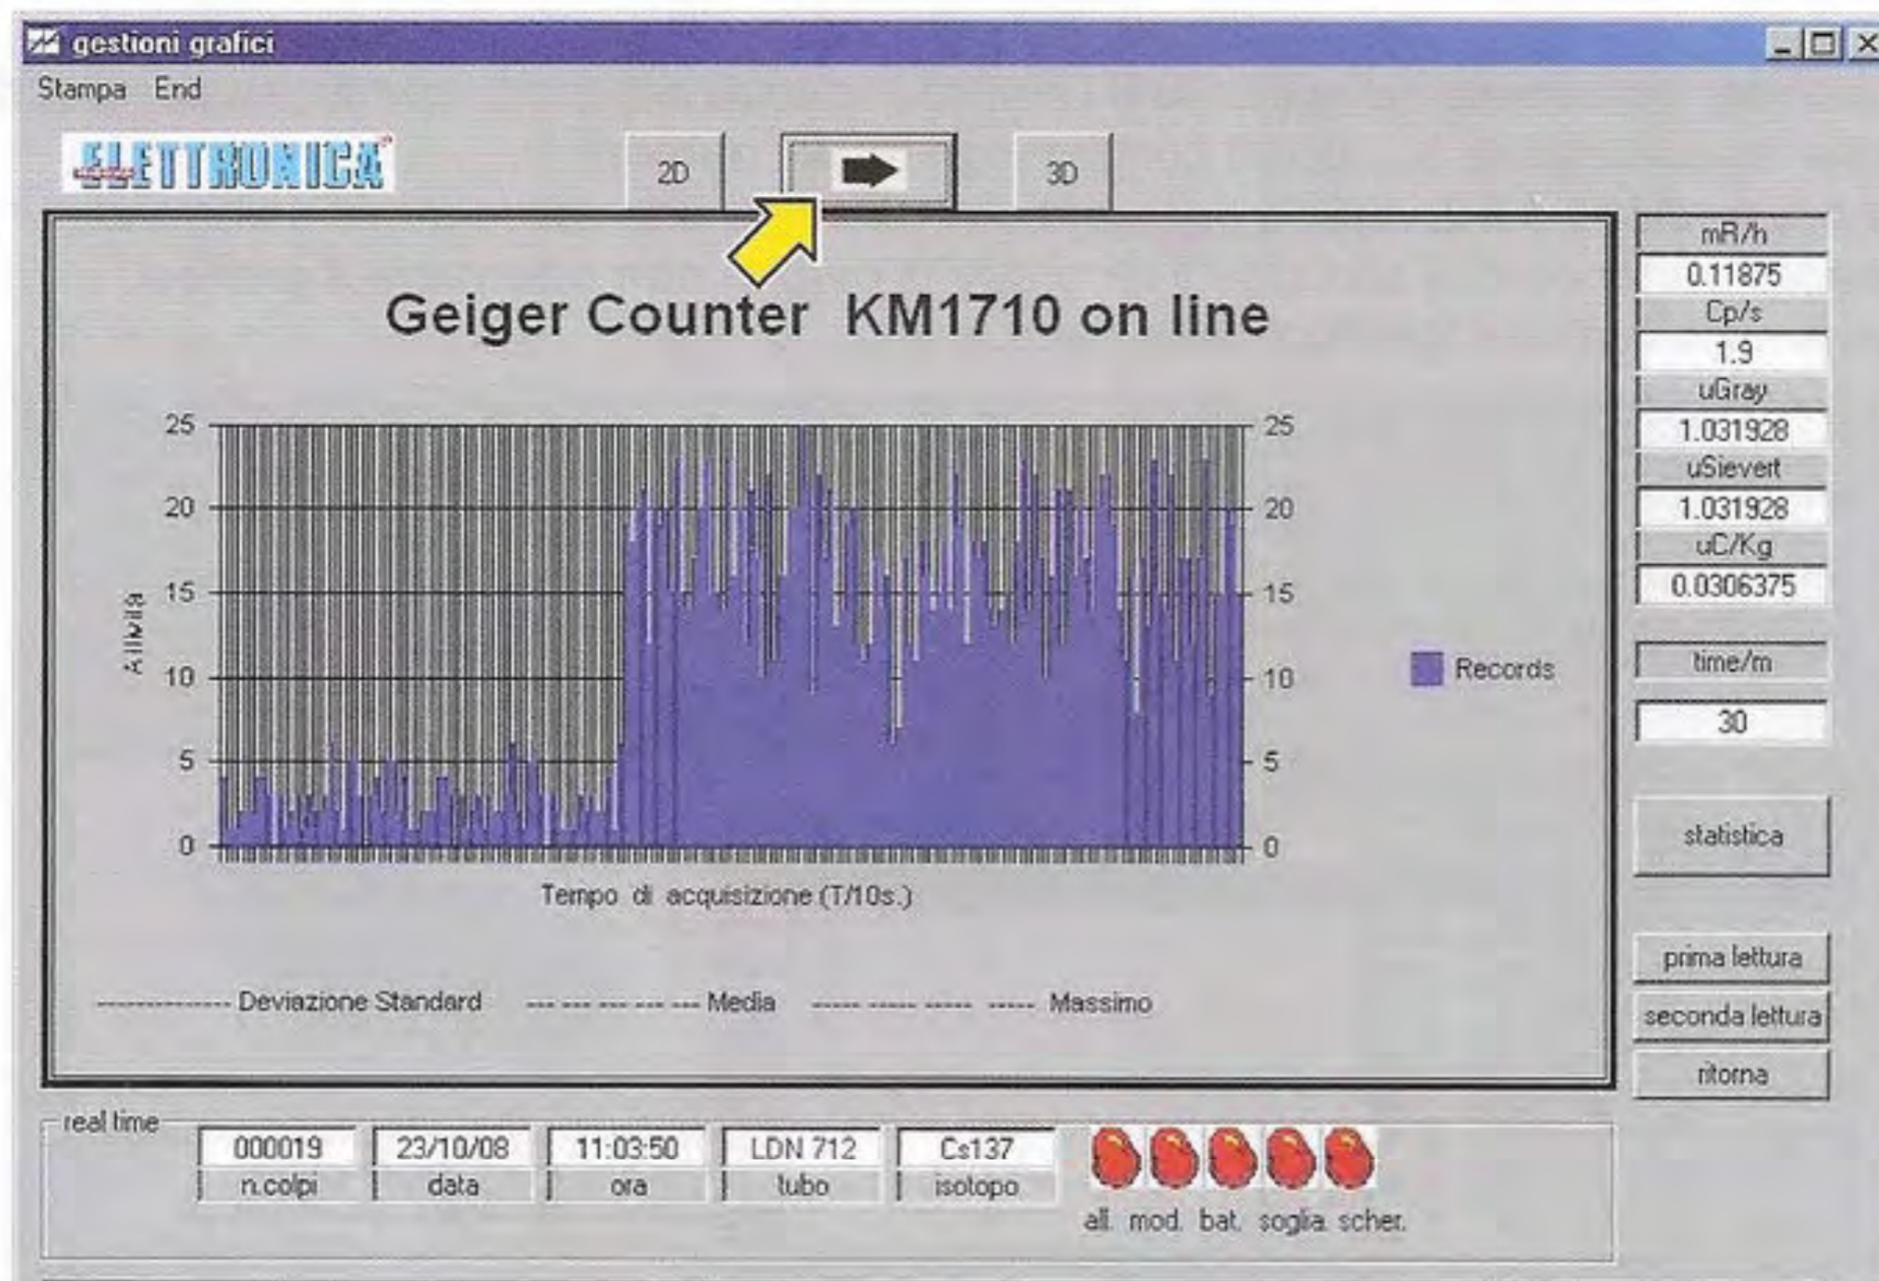 gestioni grafici
Stampa End
ELETTRONICA
2D
3D
Geiger Counter KM1710 on line
25
20
15
10
5
0
Attività
25
20
15
10
5
0
Tempo di acquisizione (T/10s.)
Records
Deviazione Standard
Media
Massimo
mR/h
0.11875
Cp/s
1.9
uGray
1.031928
uSievert
1.031928
uC/Kg
0.0306375
time/m
30
statistica
prima lettura
seconda lettura
ritorna
real time
000019 23/10/08 11:03:50 LDN 712 Cs137
n.colpi data ora tubo isotopo
all. mod. bat. soglia. scher.